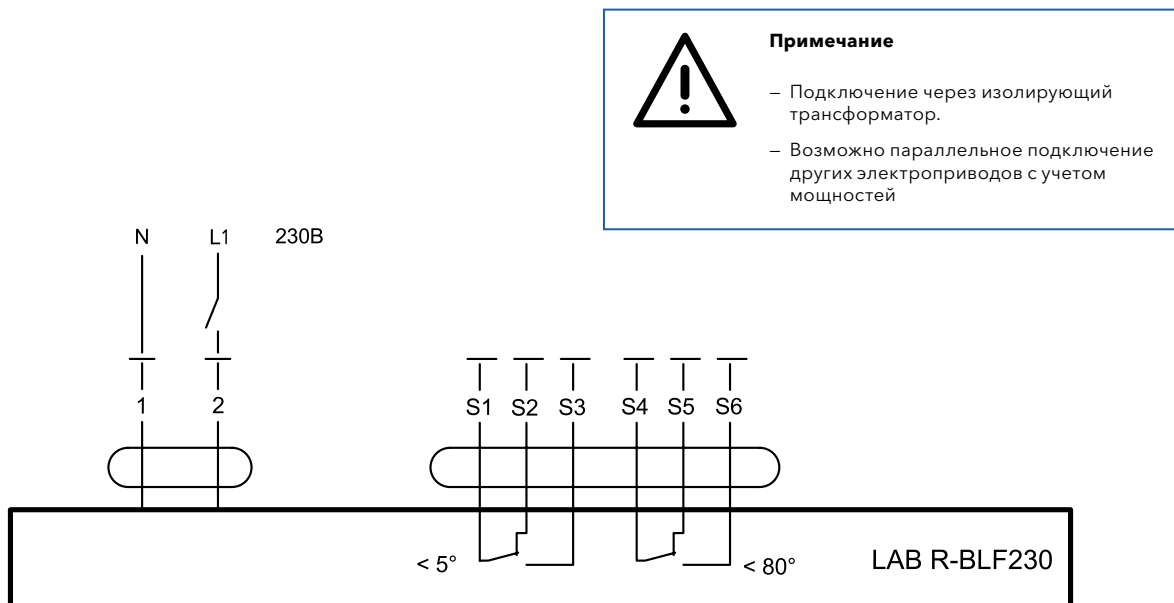 Примечание
– Подключение через изолирующий
трансформатор.
– Возможно параллельное подключение
других электроприводов с учетом
мощностей
N L1 230В
1 2 S1 S2 S3 S4 S5 S6
< 5° < 80° LAB R-BLF230